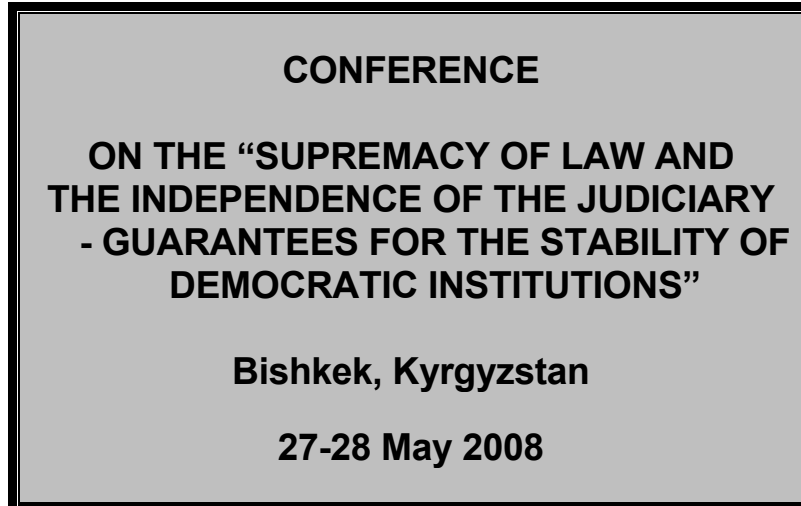 CONFERENCE
ON THE “SUPREMACY OF LAW AND
THE INDEPENDENCE OF THE JUDICIARY
- GUARANTEES FOR THE STABILITY OF
DEMOCRATIC INSTITUTIONS”
Bishkek, Kyrgyzstan
27-28 May 2008